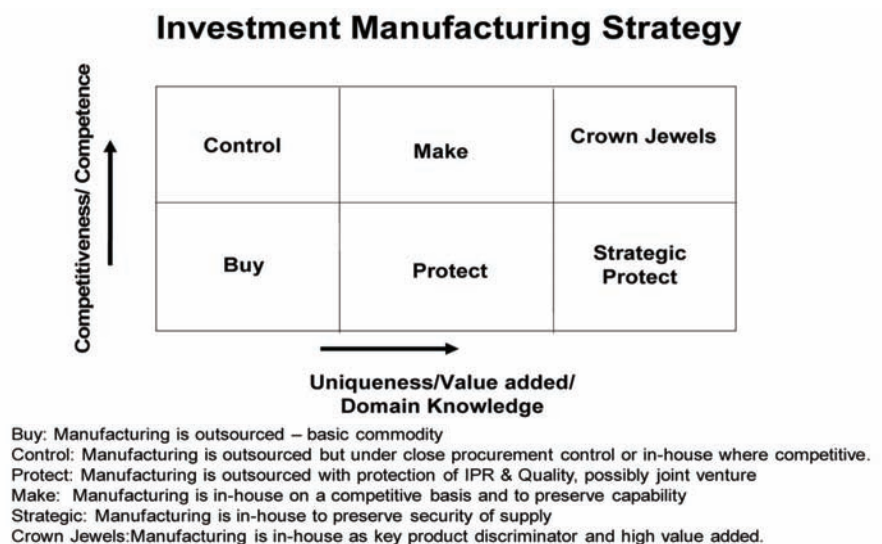 Investment Manufacturing Strategy
Competitiveness/ Competence
Control
Make
Crown Jewels
Buy
Protect
Strategic
Protect
Uniqueness/Value added/
Domain Knowledge
Buy: Manufacturing is outsourced – basic commodity
Control: Manufacturing is outsourced but under close procurement control or in-house where competitive.
Protect: Manufacturing is outsourced with protection of IPR & Quality, possibly joint venture
Make: Manufacturing is in-house on a competitive basis and to preserve capability
Strategic: Manufacturing is in-house to preserve security of supply
Crown Jewels:Manufacturing is in-house as key product discriminator and high value added.